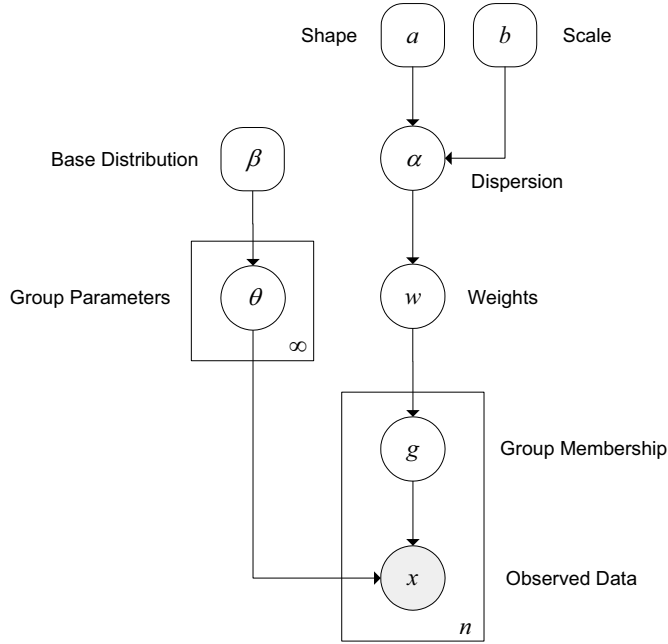 Shape a b Scale
Base Distribution β α
Dispersion
Group Parameters θ w Weights
∞
g Group Membership
x Observed Data
n